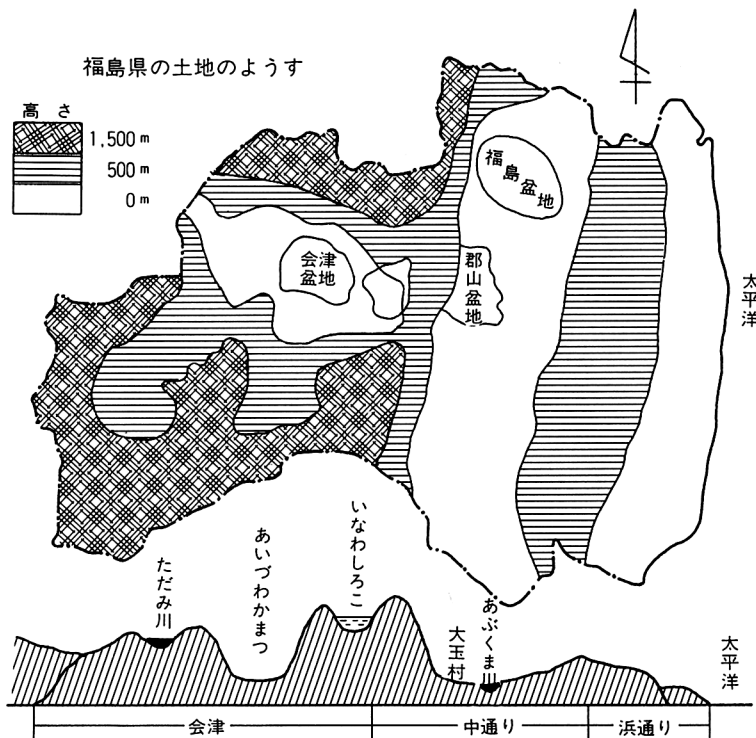 福島県の土地のようす
高さ
1,500m
500m
0m
福島盆地
会津
盆地
郡山盆地
太平洋
ただみ川
あいづわかまつ
いなわしろこ
大玉村
あぶくま川
太平洋
会津
中通り
浜通り